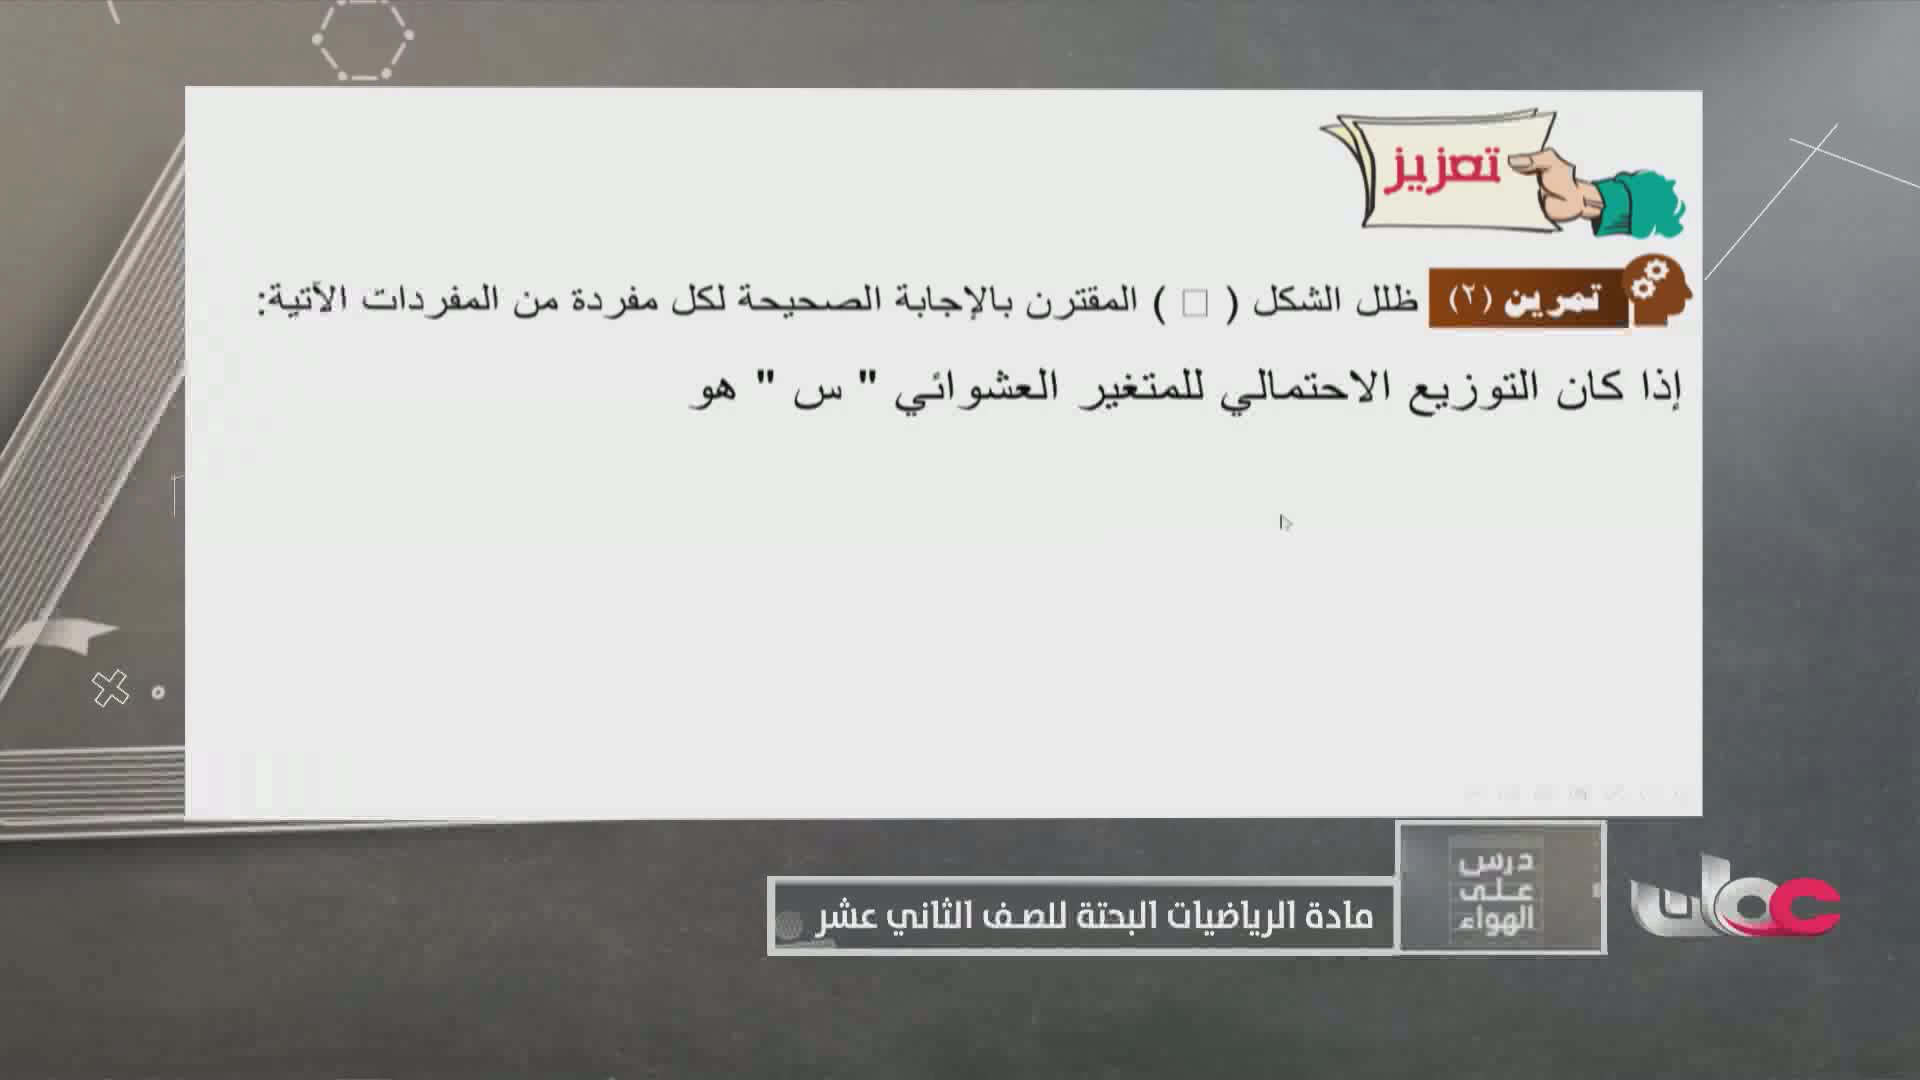 تعزيز
تمرين (٢) ظلل الشكل ( □ ) المقترن بالإجابة الصحيحة لكل مفردة من المفردات الآتية:
إذا كان التوزيع الاحتمالي للمتغير العشوائي " س " هو
درس
على
الهواء
مادة الرياضيات البحتة للصف الثاني عشر